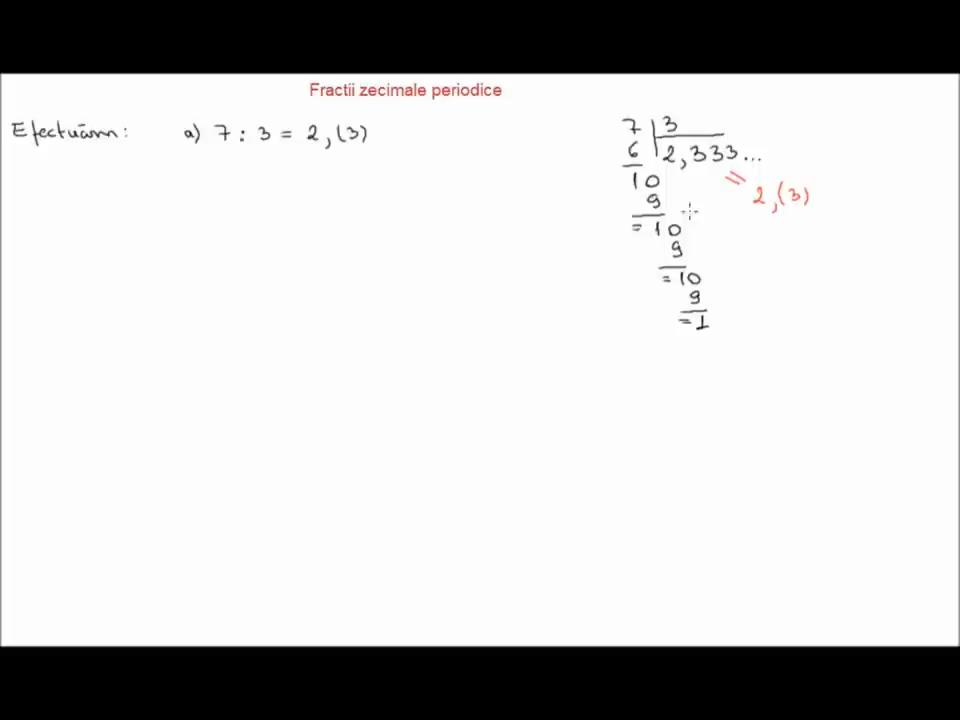 Fractii zecimale periodice
Efectuăm: a) 7 : 3 = 2,(3)
7 | 3
6 | 2,333...
= 2,(3)
10
9
= 10
9
= 10
9
= 1